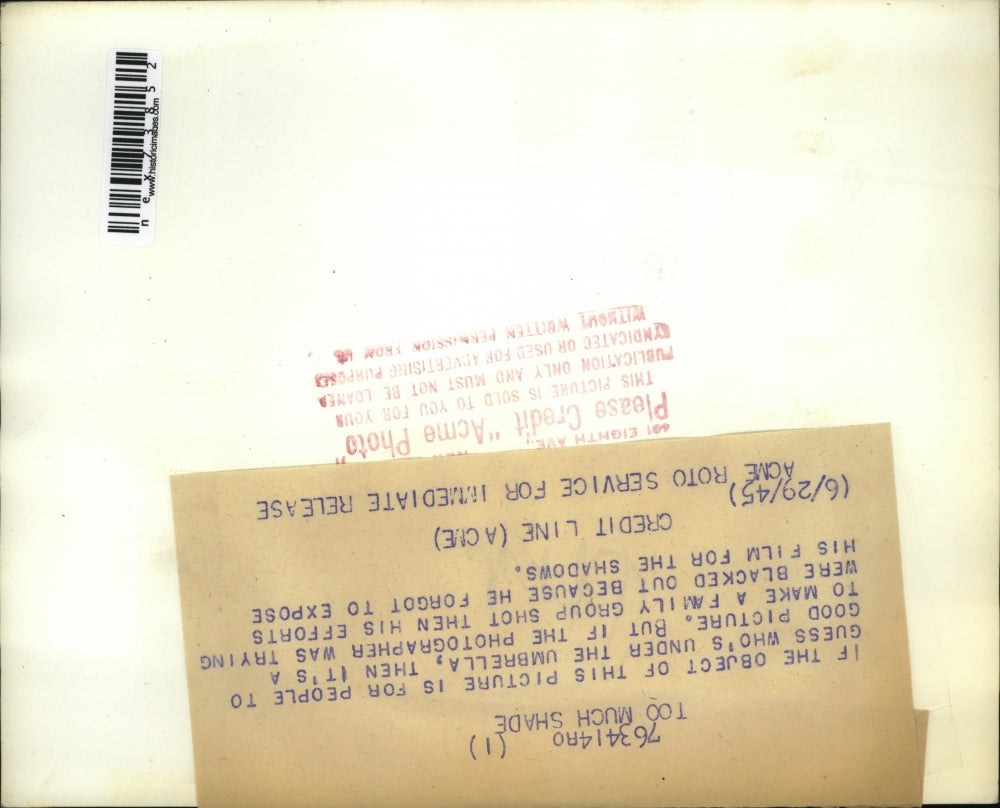 763414RO (1)
TOO MUCH SHADE
IF THE OBJECT OF THIS PICTURE IS FOR PEOPLE TO
GUESS WHO'S UNDER THE UMBRELLA, THEN IT'S A
GOOD PICTURE. BUT IF THE PHOTOGRAPHER WAS TRYING
TO MAKE A FAMILY GROUP SHOT THEN HIS EFFORTS
WERE BLACKED OUT BECAUSE HE FORGOT TO EXPOSE
HIS FILM FOR THE SHADOWS.
CREDIT LINE (ACME)
(6/29/45)
ACME ROTO SERVICE FOR IMMEDIATE RELEASE
461 EIGHTH AVE.,
Please Credit "Acme Photo"
THIS PICTURE IS SOLD TO YOU FOR YOUR
PUBLICATION ONLY AND MUST NOT BE LOANED
SYNDICATED OR USED FOR ADVERTISING PURPOSES
WITHOUT WRITTEN PERMISSION FROM US
www.historicimages.com